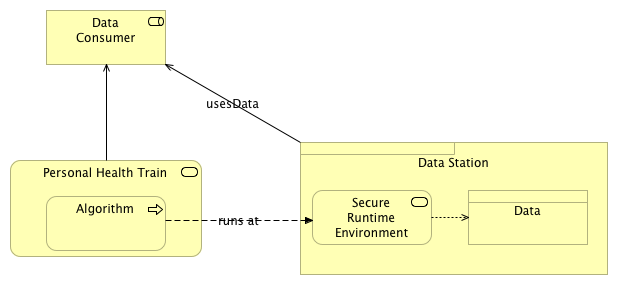 Data
Consumer
usesData
Data Station
Personal Health Train
Algorithm
runs at
Secure
Runtime
Environment
Data